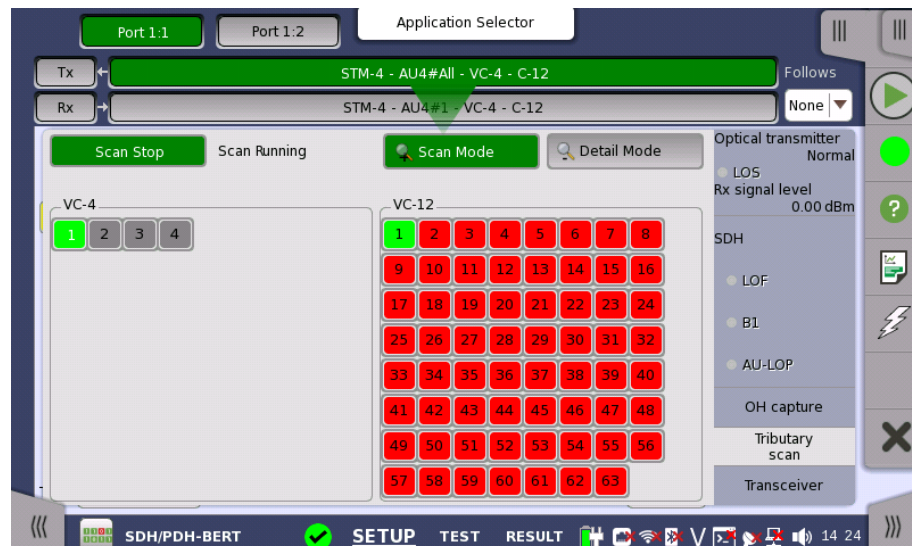 Application Selector
Port 1:1 Port 1:2
Tx STM-4 - AU4#All - VC-4 - C-12 Follows
Rx STM-4 - AU4#1 - VC-4 - C-12 None
Scan Stop Scan Running Scan Mode Detail Mode
Optical transmitter
Normal
LOS
Rx signal level
0.00 dBm
SDH
LOF
B1
AU-LOP
OH capture
Tributary
scan
Transceiver
VC-4
1 2 3 4
VC-12
1 2 3 4 5 6 7 8
9 10 11 12 13 14 15 16
17 18 19 20 21 22 23 24
25 26 27 28 29 30 31 32
33 34 35 36 37 38 39 40
41 42 43 44 45 46 47 48
49 50 51 52 53 54 55 56
57 58 59 60 61 62 63
SDH/PDH-BERT SETUP TEST RESULT V 14 24